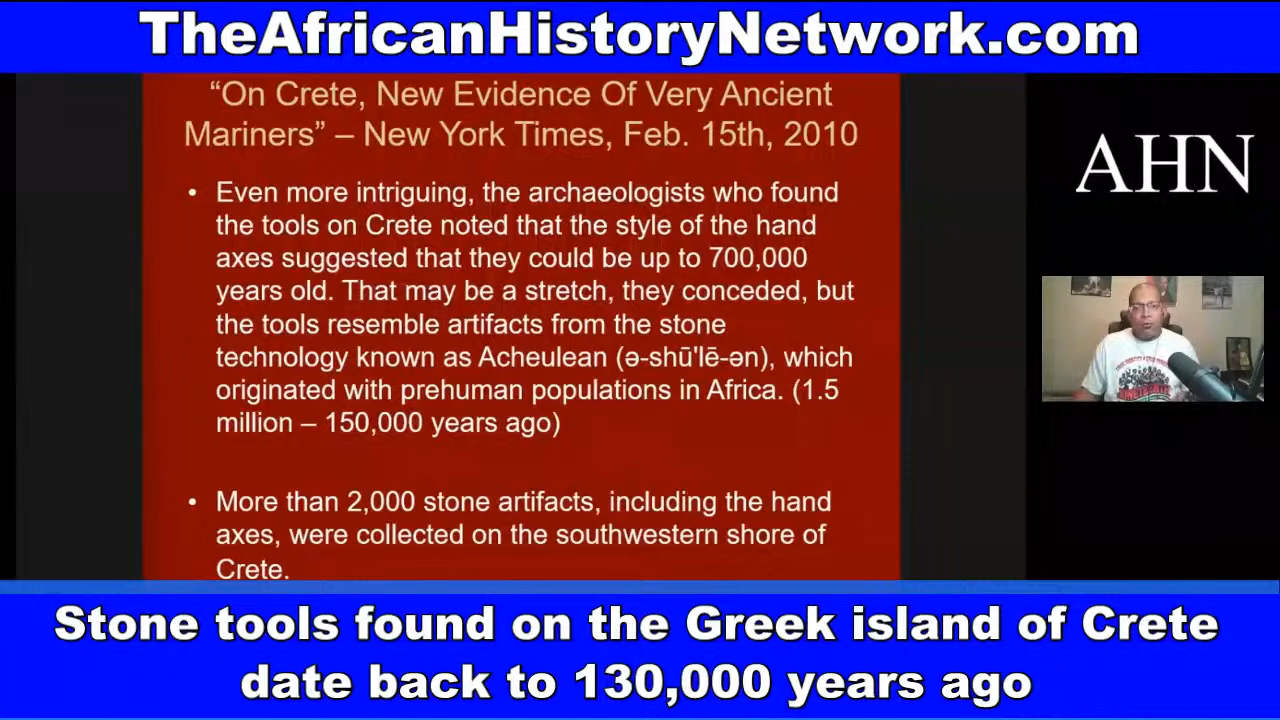 TheAfricanHistoryNetwork.com
“On Crete, New Evidence Of Very Ancient
Mariners” – New York Times, Feb. 15th, 2010
• Even more intriguing, the archaeologists who found
the tools on Crete noted that the style of the hand
axes suggested that they could be up to 700,000
years old. That may be a stretch, they conceded, but
the tools resemble artifacts from the stone
technology known as Acheulean (ə-shū'lē-ən), which
originated with prehuman populations in Africa. (1.5
million – 150,000 years ago)
• More than 2,000 stone artifacts, including the hand
axes, were collected on the southwestern shore of
Crete.
AHN
Stone tools found on the Greek island of Crete
date back to 130,000 years ago